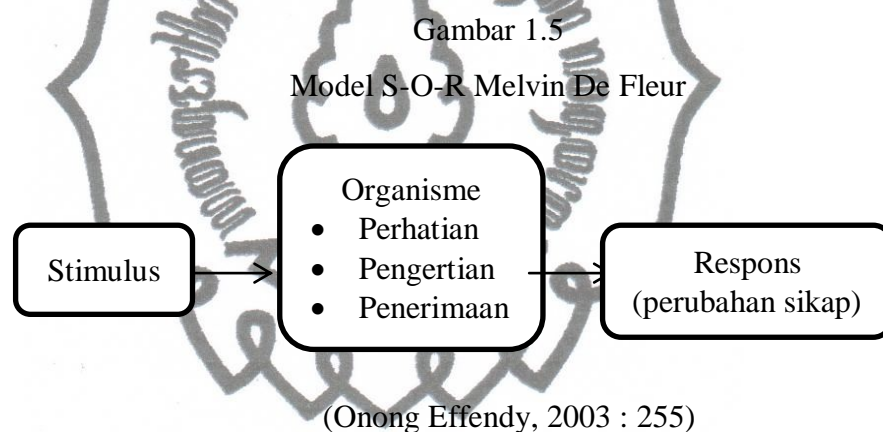 Gambar 1.5
Model S-O-R Melvin De Fleur
Stimulus
Organisme
• Perhatian
• Pengertian
• Penerimaan
Respons
(perubahan sikap)
(Onong Effendy, 2003 : 255)